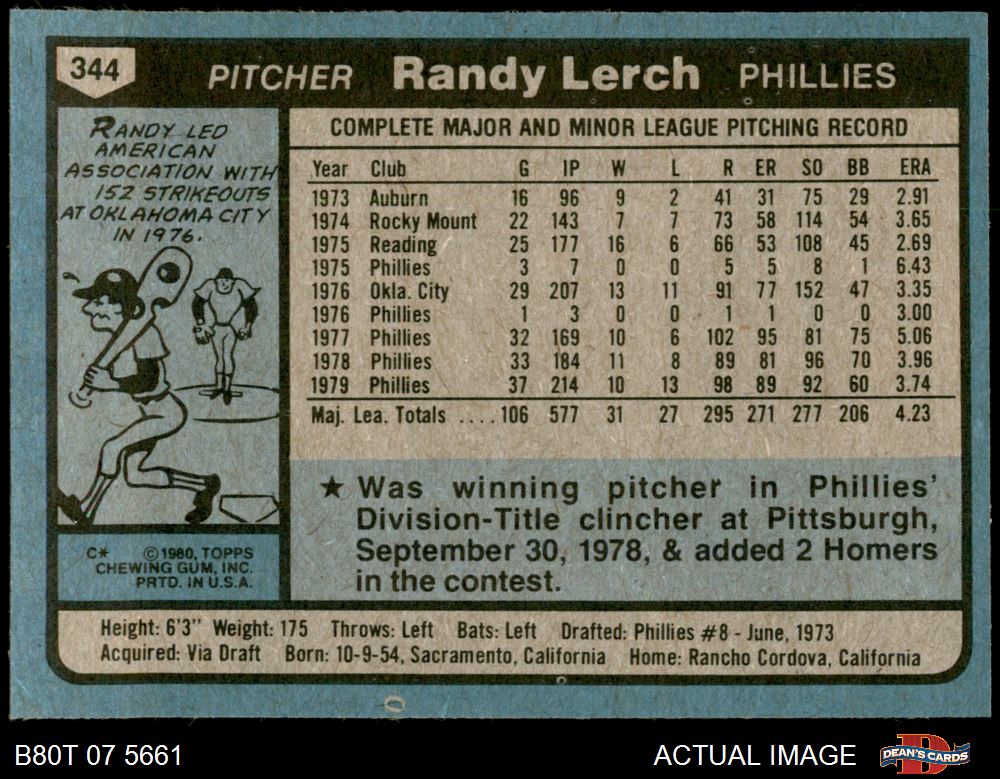 344 PITCHER Randy Lerch PHILLIES
RANDY LED
AMERICAN
ASSOCIATION WITH
152 STRIKEOUTS
AT OKLAHOMA CITY
IN 1976.
C* ©1980, TOPPS
CHEWING GUM, INC.
PRTD. IN U.S.A.
COMPLETE MAJOR AND MINOR LEAGUE PITCHING RECORD
Year Club G IP W L R ER SO BB ERA
1973 Auburn 16 96 9 2 41 31 75 29 2.91
1974 Rocky Mount 22 143 7 7 73 58 114 54 3.65
1975 Reading 25 177 16 6 66 53 108 45 2.69
1975 Phillies 3 7 0 0 5 5 8 1 6.43
1976 Okla. City 29 207 13 11 91 77 152 47 3.35
1976 Phillies 1 3 0 0 1 1 0 0 3.00
1977 Phillies 32 169 10 6 102 95 81 75 5.06
1978 Phillies 33 184 11 8 89 81 96 70 3.96
1979 Phillies 37 214 10 13 98 89 92 60 3.74
Maj. Lea. Totals .... 106 577 31 27 295 271 277 206 4.23
★ Was winning pitcher in Phillies'
Division-Title clincher at Pittsburgh,
September 30, 1978, & added 2 Homers
in the contest.
Height: 6'3" Weight: 175 Throws: Left Bats: Left Drafted: Phillies #8 - June, 1973
Acquired: Via Draft Born: 10-9-54, Sacramento, California Home: Rancho Cordova, California
B80T 07 5661 ACTUAL IMAGE DEAN'S CARDS